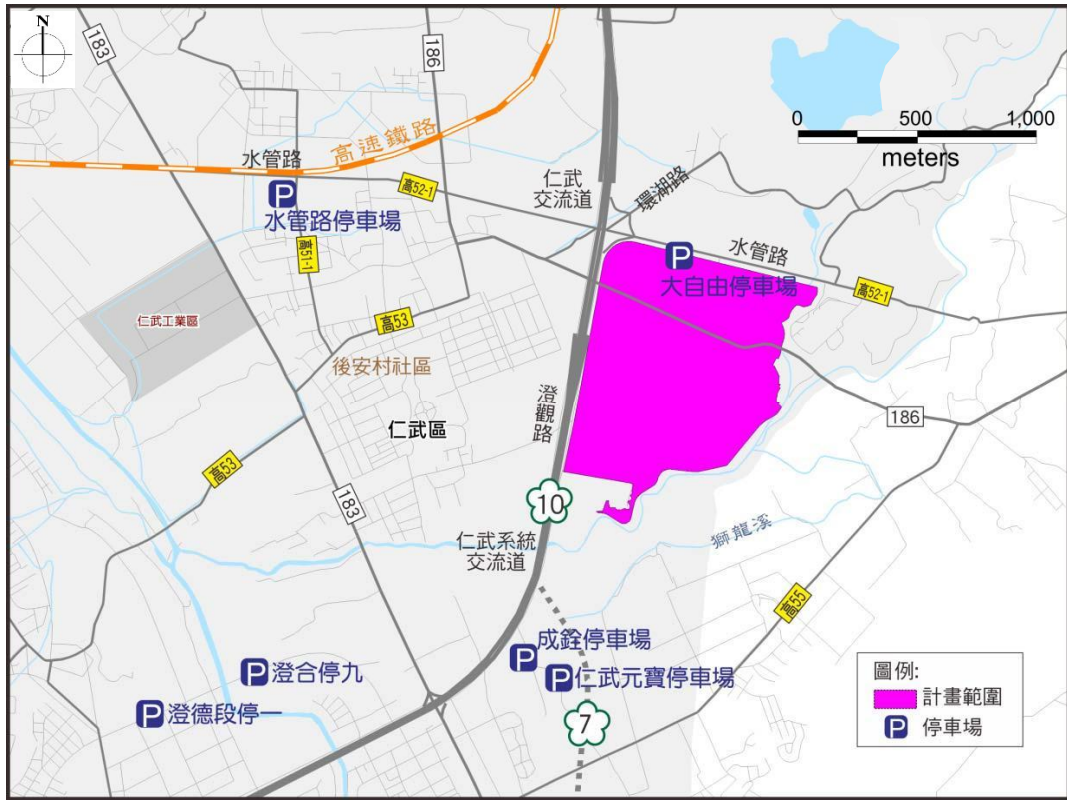 N
183
186
0 500 1,000
meters
高速鐵路
水管路
仁武
交流道
環湖路
高52-1
水管路停車場
高51-1
水管路
大自由停車場
高52-1
仁武工業區
高53
後安村社區
澄觀路
仁武區
186
高53
183
10
獅龍溪
仁武系統
交流道
高55
成銓停車場
澄合停九
仁武元寶停車場
澄德段停一
7
圖例:
計畫範圍
P 停車場
P
P
P
P
P
P